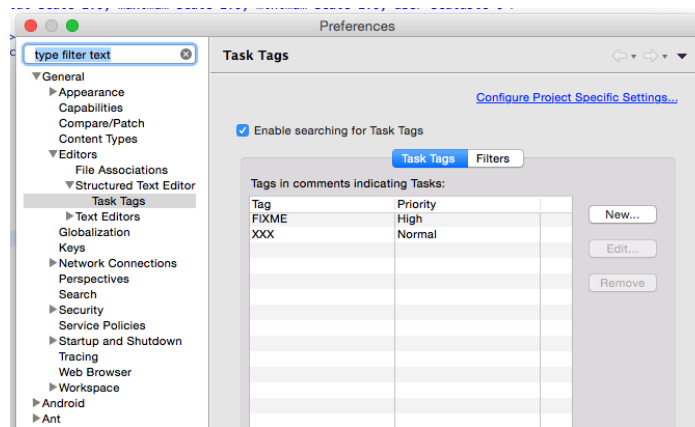 Preferences
type filter text
Task Tags
General
Appearance
Capabilities
Compare/Patch
Content Types
Editors
File Associations
Structured Text Editor
Task Tags
Text Editors
Globalization
Keys
Network Connections
Perspectives
Search
Security
Service Policies
Startup and Shutdown
Tracing
Web Browser
Workspace
Android
Ant
Configure Project Specific Settings...
Enable searching for Task Tags
Task Tags Filters
Tags in comments indicating Tasks:
Tag Priority
FIXME High
XXX Normal
New...
Edit...
Remove